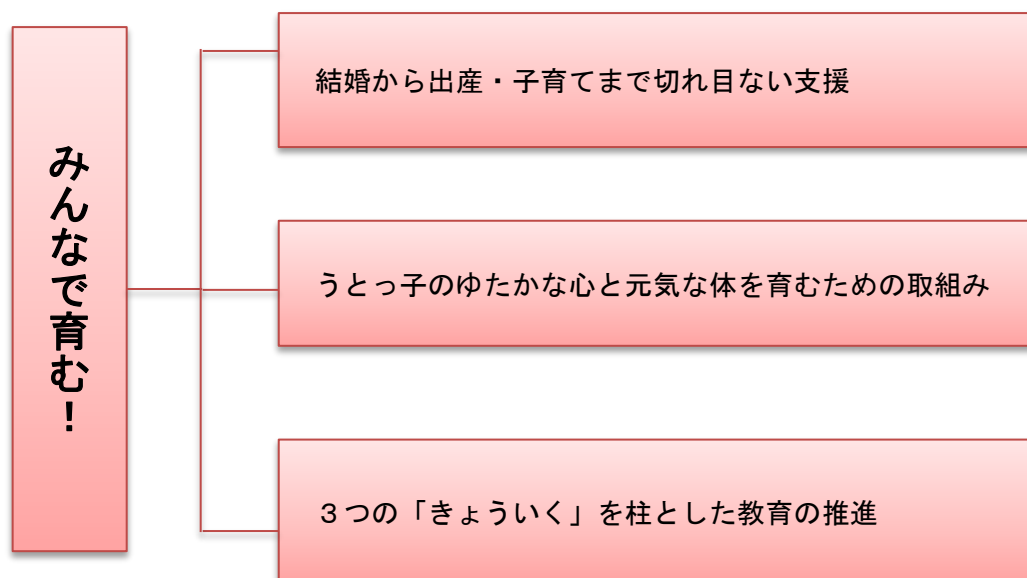 みんなで育む！
結婚から出産・子育てまで切れ目ない支援
うとっ子のゆたかな心と元気な体を育むための取組み
３つの「きょういく」を柱とした教育の推進